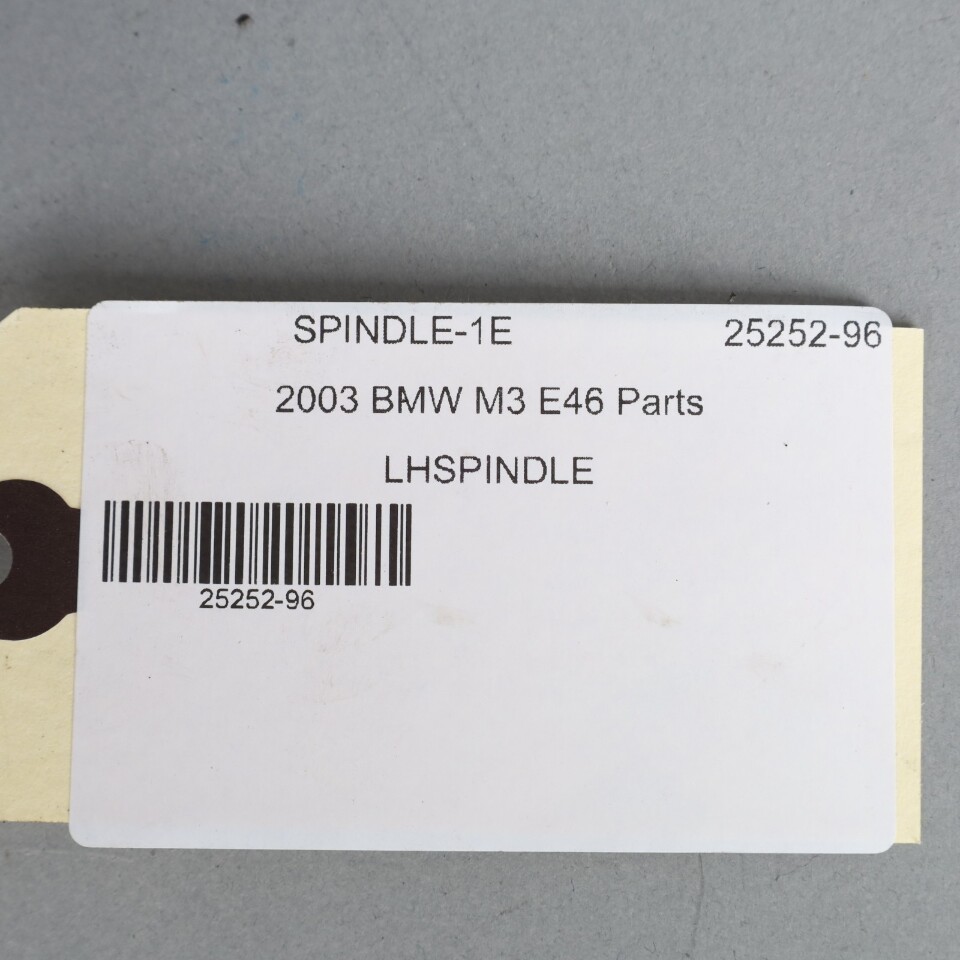 SPINDLE-1E 25252-96
2003 BMW M3 E46 Parts
LHSPINDLE
25252-96